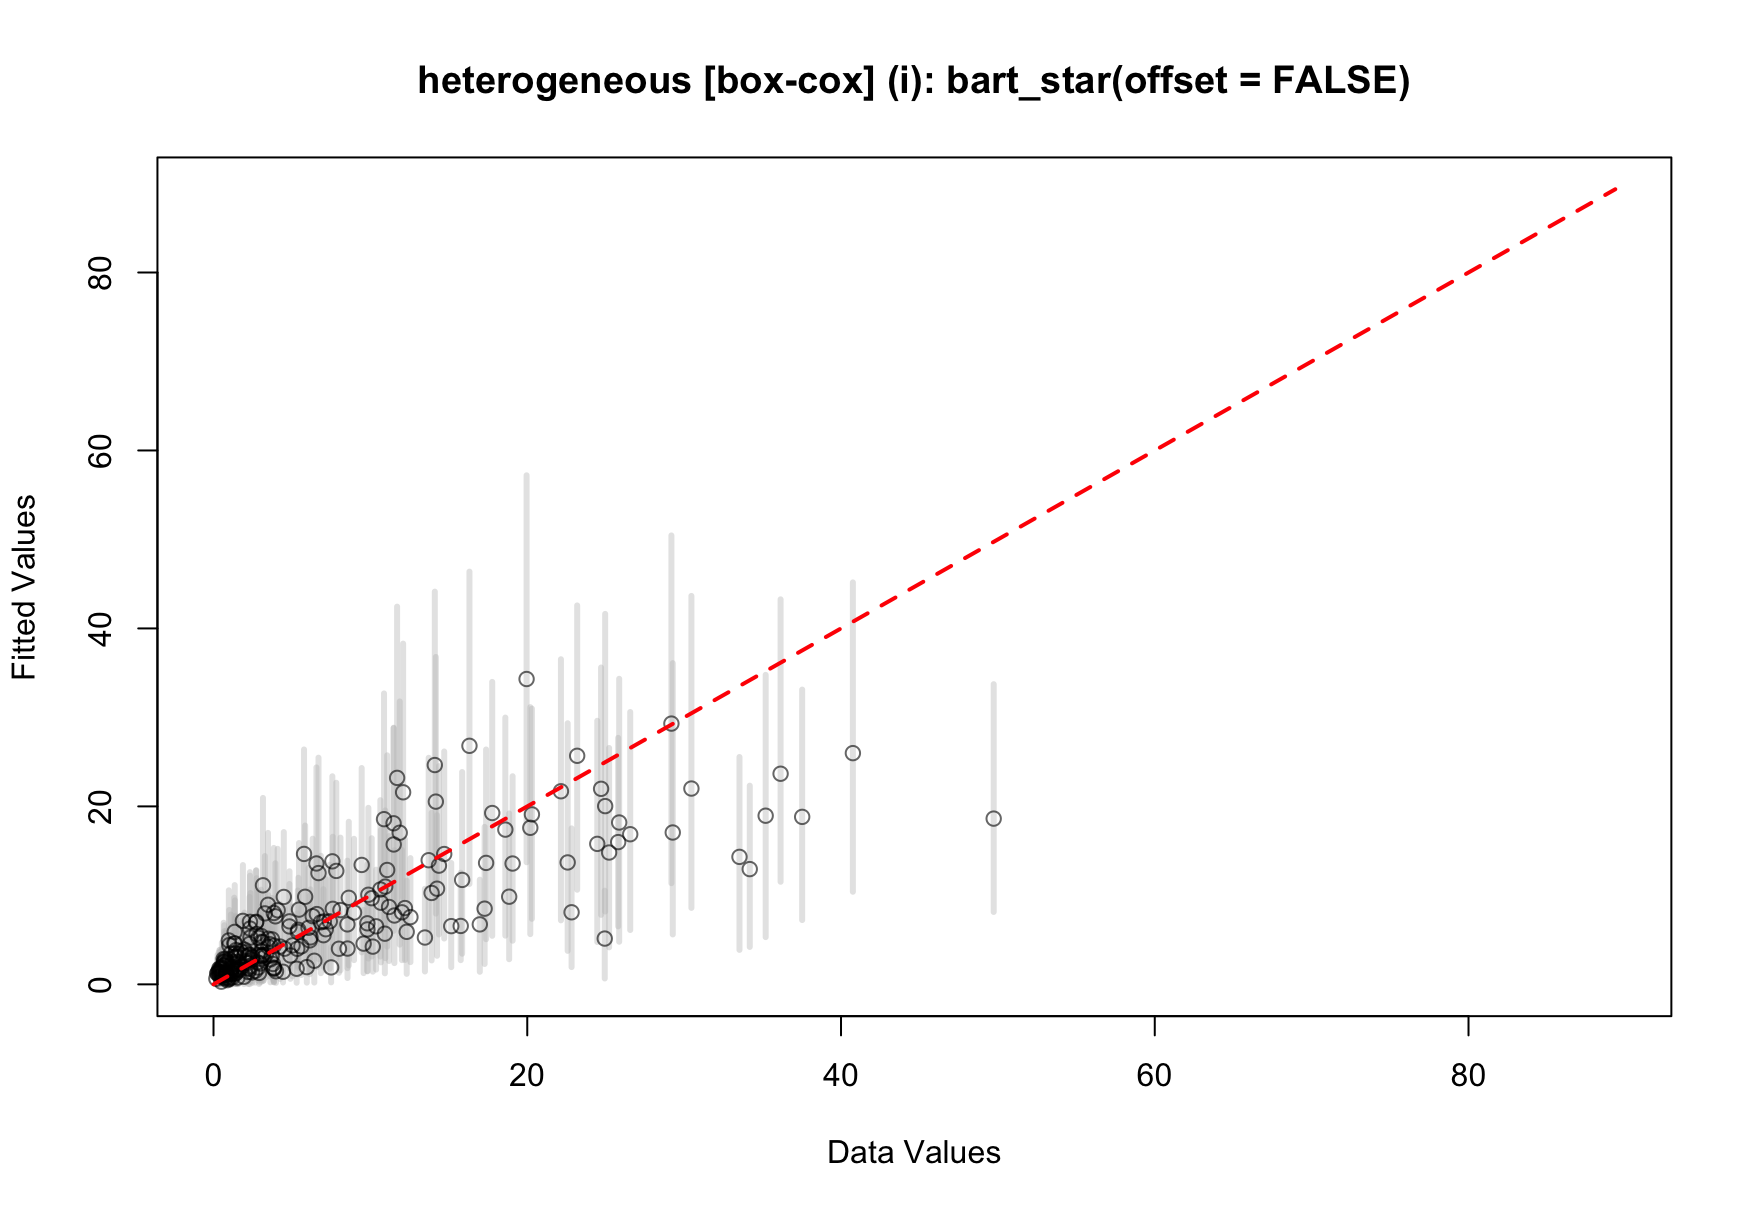 heterogeneous [box-cox] (i): bart_star(offset = FALSE)
Fitted Values
80
60
40
20
0
0 20 40 60 80
Data Values